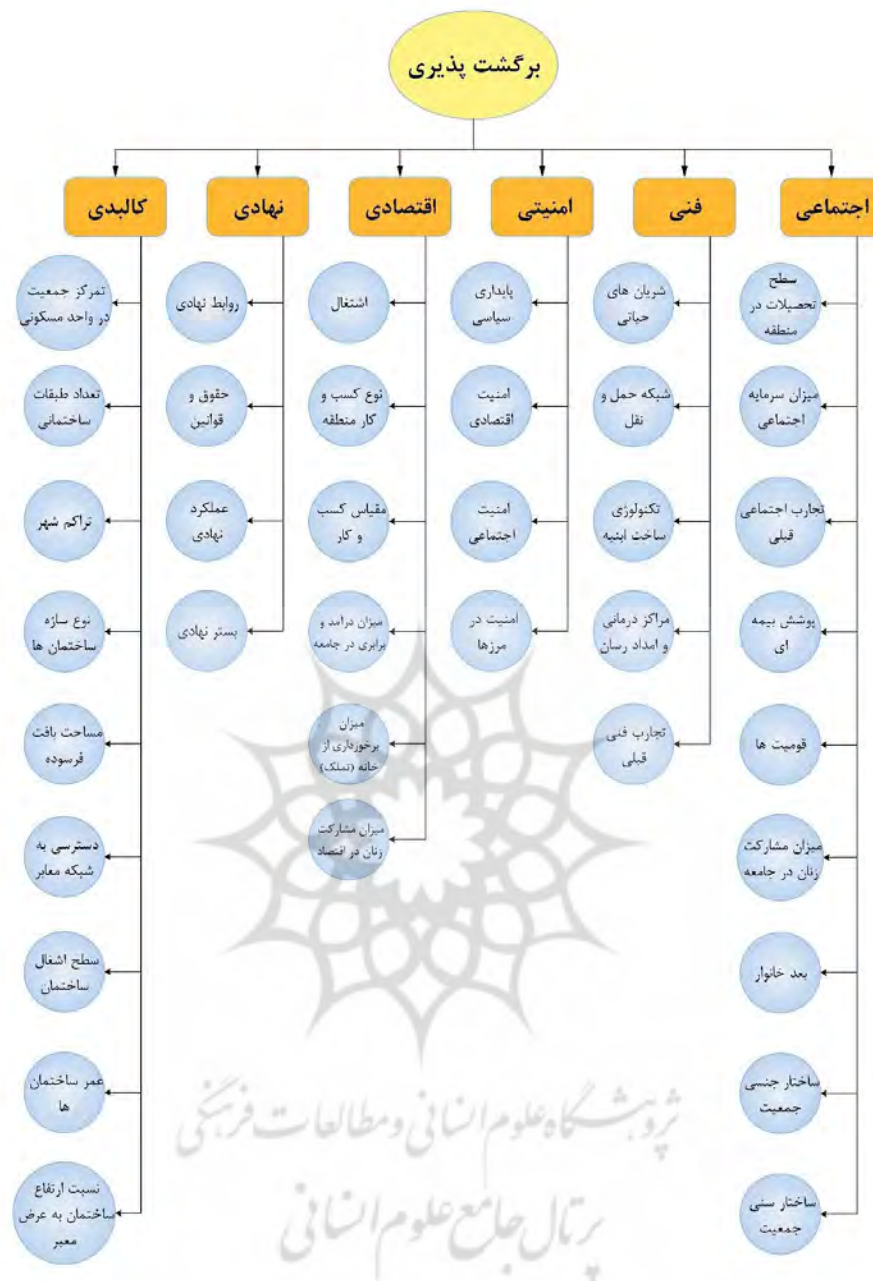 برگشت پذیری
اجتماعی
فنی
امنیتی
اقتصادی
نهادی
کالبدی
سطح
تحصیلات در
منطقه
میزان سرمایه
اجتماعی
تجارب اجتماعی
قبلی
پوشش بیمه
ای
قومیت ها
میزان مشارکت
زنان در جامعه
بعد خانوار
ساختار جنسی
جمعیت
ساختار سنی
جمعیت
شریان های
حیاتی
شبکه حمل و
نقل
تکنولوژی
ساخت ابنیه
مراکز درمانی
و امداد رسان
تجارب فنی
قبلی
پایداری
سیاسی
امنیت
اقتصادی
امنیت
اجتماعی
امنیت در
مرزها
اشتغال
نوع کسب و
کار منطقه
مقیاس کسب
و کار
میزان درآمد و
برابری در جامعه
میزان
برخورداری از
خانه (تملک)
میزان مشارکت
زنان در اقتصاد
روابط نهادی
حقوق و
قوانین
عملکرد
نهادی
بستر نهادی
تمرکز جمعیت
در واحد مسکونی
تعداد طبقات
ساختمانی
تراکم شهر
نوع سازه
ساختمان ها
مساحت بافت
فرسوده
دسترسی به
شبکه معابر
سطح اشغال
ساختمان
عمر ساختمان
ها
نسبت ارتفاع
ساختمان به عرض
معبر
پژوهشگاه علوم انسانی و مطالعات فرهنگی
پرتال جامع علوم انسانی